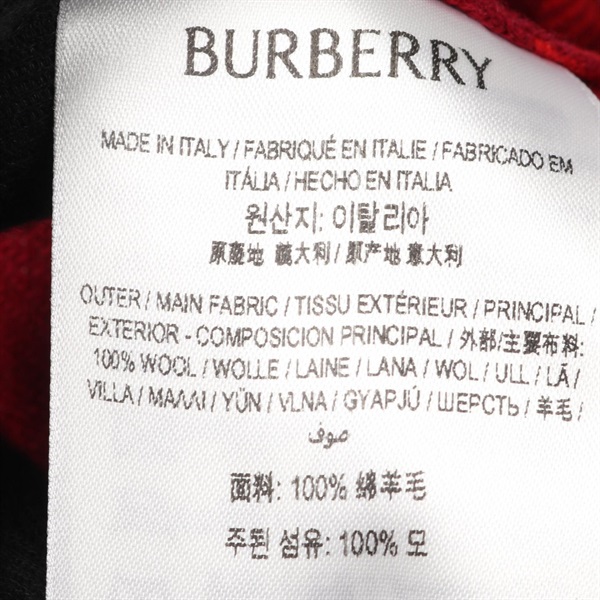 BURBERRY
MADE IN ITALY / FABRIQUÉ EN ITALIE / FABRICADO EM
ITÁLIA / HECHO EN ITALIA
원산지: 이탈리아
原產地 義大利 / 原产地 意大利
OUTER / MAIN FABRIC / TISSU EXTÉRIEUR / PRINCIPAL /
EXTERIOR - COMPOSICION PRINCIPAL / 外部/主要布料:
100% WOOL / WOLLE / LAINE / LANA / WOL / ULL / LÃ /
VILLA / ΜΑΛΛΙ / YÜN / VLNA / GYAPJÚ / ШЕРСТЬ / 羊毛 /
صوف
面料: 100% 绵羊毛
주된 섬유: 100% 모